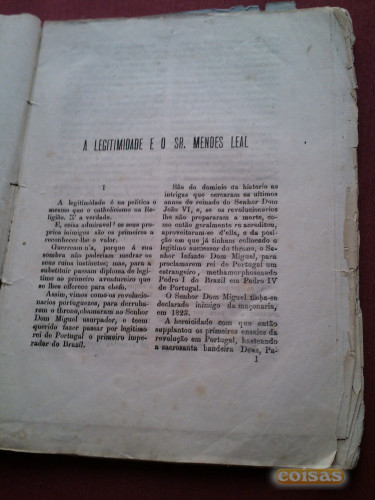 A LEGITIMIDADE E O SR. MENDES LEAL
I
A legitimidade é na politica o
mesmo que o catholicismo na Re-
ligião. E' a verdade.
E, coisa admiravel! os seus pro-
prios inimigos são os primeiros a
reconhecer-lhe o valor.
Guerream-n'a, porque á sua
sombra não poderiam medrar os
seus ruins instinctos; mas, para a
substituir passam diploma de legiti-
mo ao primeiro aventureiro que
se lhes offerece para chefe.
Assim, vimos como os revolucio-
narios portuguezes, para derruba-
rem o throno, chamaram ao Senhor
Dom Miguel usurpador, e teem
querido fazer passar por legitimo
rei de Portugal o primeiro impe-
rador do Brazil.
São do dominio da historia as
intrigas que cercaram os ultimos
annos do reinado do Senhor Dom
João VI, e, se os revolucionarios
lhe não prepararam a morte, co-
mo então geralmente se acreditou,
aproveitaram-se d'ella, e da posi-
ção em que já tinham collocado o
legitimo successor do throno, o Se-
nhor Infante Dom Miguel, para
proclamarem rei de Portugal um
estrangeiro, methamorphoseando
Pedro I do Brazil em Pedro IV
de Portugal.
O Senhor Dom Miguel tinha-se
declarado inimigo da maçonaria,
em 1823.
A heroicidade com que então
supplantou os primeiros ensaios da
revolução em Portugal, hasteando
a sacrosanta bandeira Deus, Pa-
1
coisas